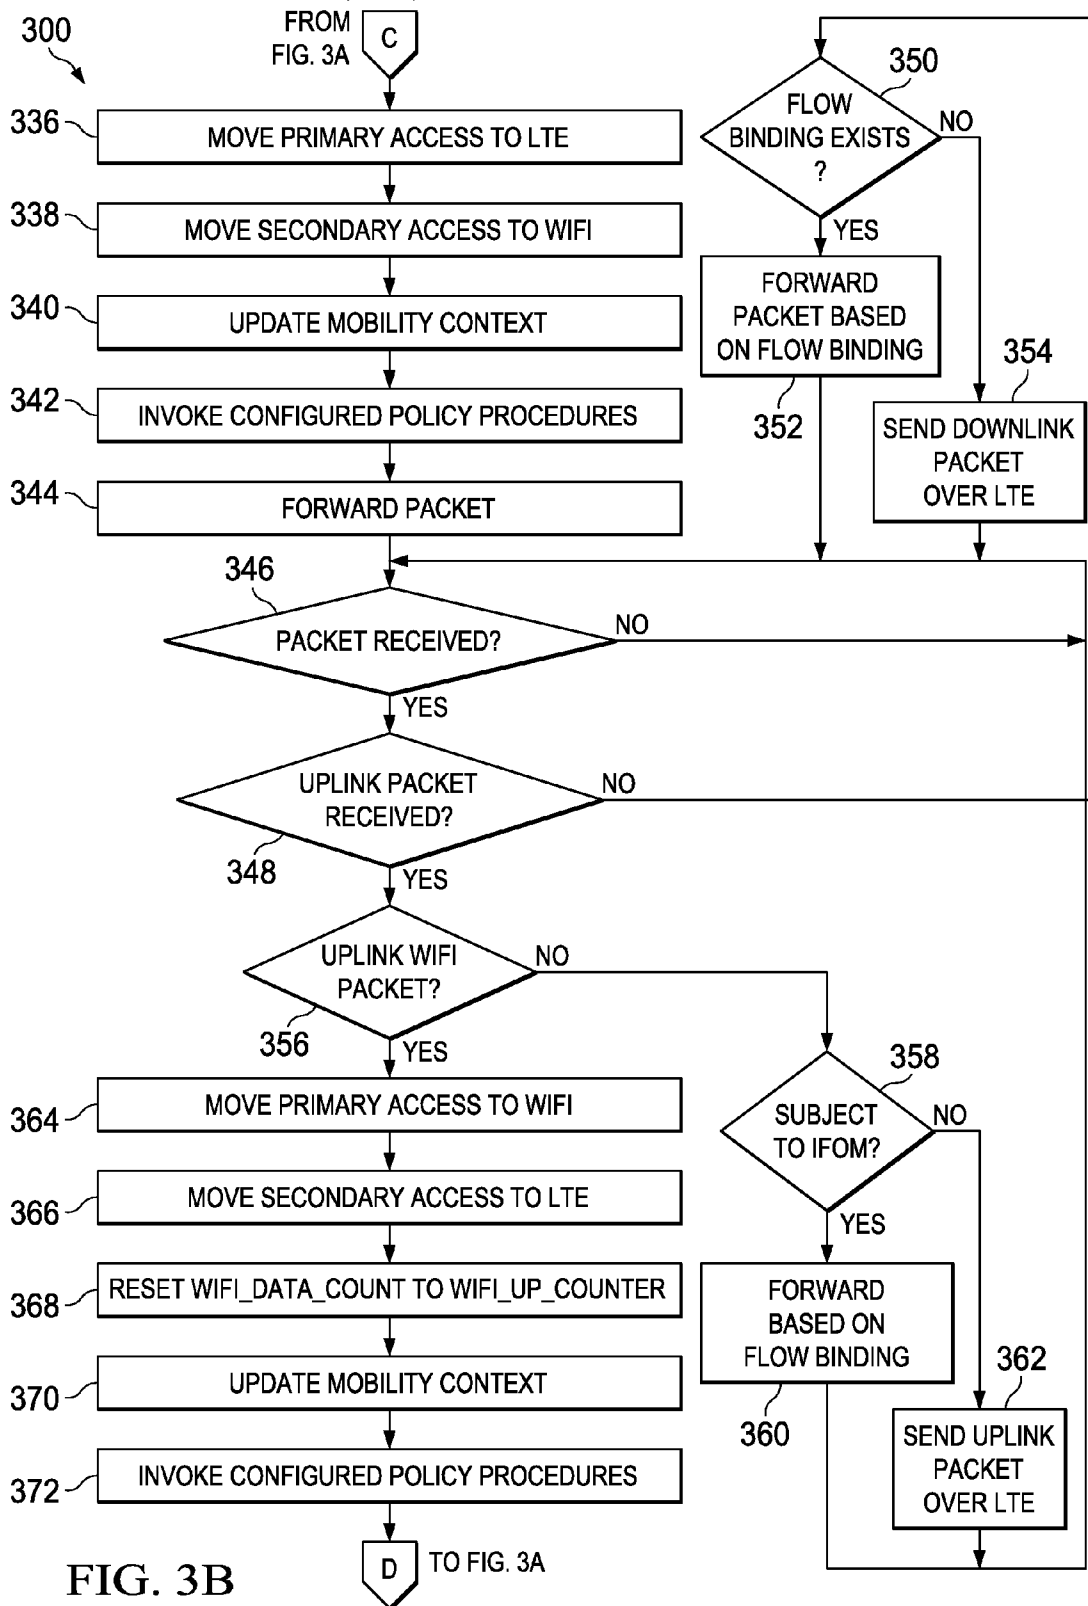 300
FROM
FIG. 3A
C
336
MOVE PRIMARY ACCESS TO LTE
338
MOVE SECONDARY ACCESS TO WIFI
340
UPDATE MOBILITY CONTEXT
342
INVOKE CONFIGURED POLICY PROCEDURES
344
FORWARD PACKET
350
FLOW
BINDING EXISTS
?
NO
YES
FORWARD
PACKET BASED
ON FLOW BINDING
352
354
SEND DOWNLINK
PACKET
OVER LTE
346
PACKET RECEIVED?
NO
YES
UPLINK PACKET
RECEIVED?
NO
348
YES
UPLINK WIFI
PACKET?
NO
356
YES
358
SUBJECT
TO IFOM?
NO
YES
364
MOVE PRIMARY ACCESS TO WIFI
366
MOVE SECONDARY ACCESS TO LTE
368
RESET WIFI_DATA_COUNT TO WIFI_UP_COUNTER
370
UPDATE MOBILITY CONTEXT
372
INVOKE CONFIGURED POLICY PROCEDURES
FORWARD
BASED ON
FLOW BINDING
360
362
SEND UPLINK
PACKET
OVER LTE
D
TO FIG. 3A
FIG. 3B